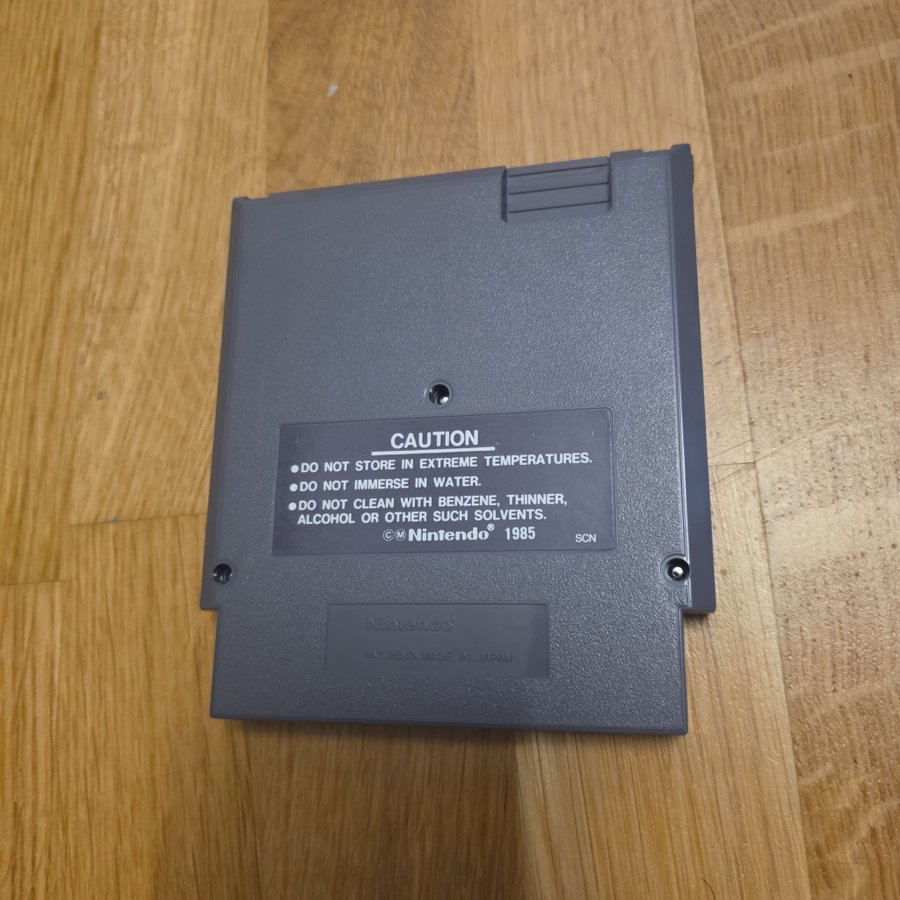 CAUTION
●DO NOT STORE IN EXTREME TEMPERATURES.
●DO NOT IMMERSE IN WATER.
●DO NOT CLEAN WITH BENZENE, THINNER,
ALCOHOL OR OTHER SUCH SOLVENTS.
ⒸⓂNintendo® 1985 SCN
Nintendo®
PAT. PEND. MADE IN JAPAN